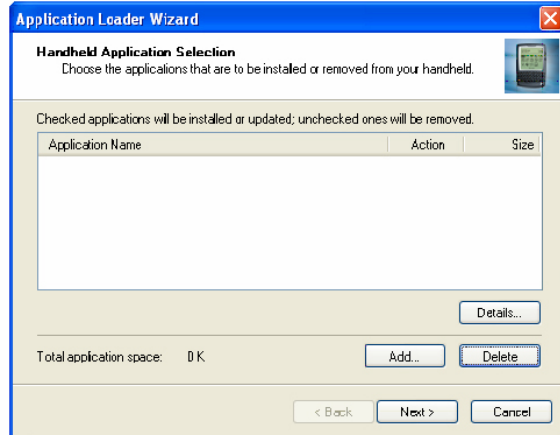 Application Loader Wizard
Handheld Application Selection
Choose the applications that are to be installed or removed from your handheld.
Checked applications will be installed or updated; unchecked ones will be removed.
Application Name Action Size
Details...
Total application space: 0 K Add... Delete
< Back Next > Cancel